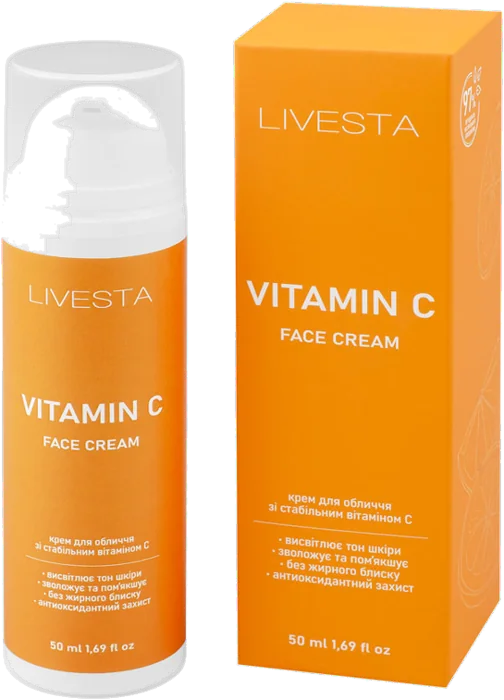 LIVESTA
VITAMIN C
FACE CREAM
крем для обличчя
зі стабільним вітаміном С
• висвітлює тон шкіри
• зволожує та пом'якшує
• без жирного блиску
• антиоксидантний захист
50 ml 1,69 fl oz
LIVESTA
VITAMIN C
FACE CREAM
крем для обличчя
зі стабільним вітаміном С
• висвітлює тон шкіри
• зволожує та пом'якшує
• без жирного блиску
• антиоксидантний захист
50 ml 1,69 fl oz
97%